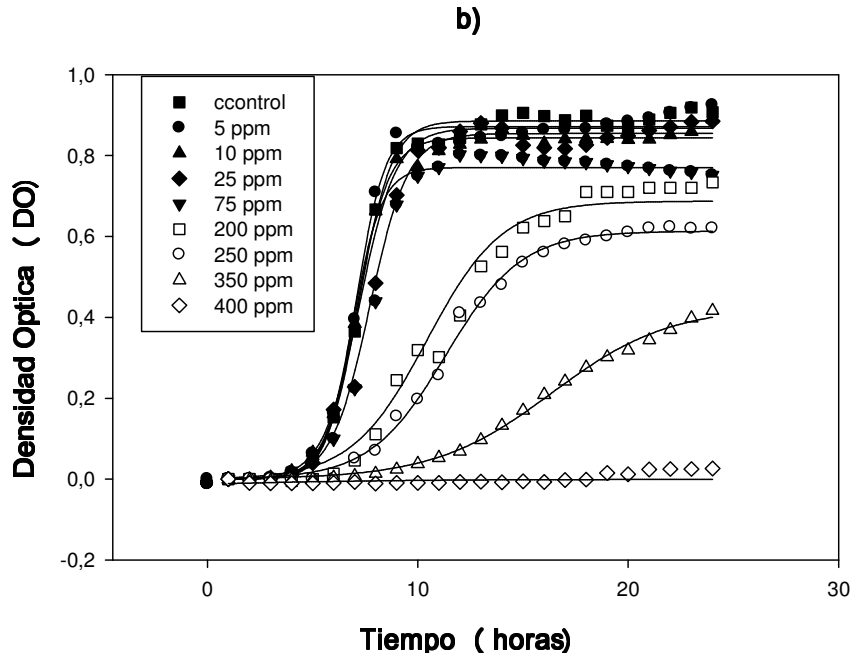 b)
1,0
0,8
0,6
0,4
0,2
0,0
-0,2
Densidad Optica ( DO)
ccontrol
5 ppm
10 ppm
25 ppm
75 ppm
200 ppm
250 ppm
350 ppm
400 ppm
0
10
20
30
Tiempo ( horas)